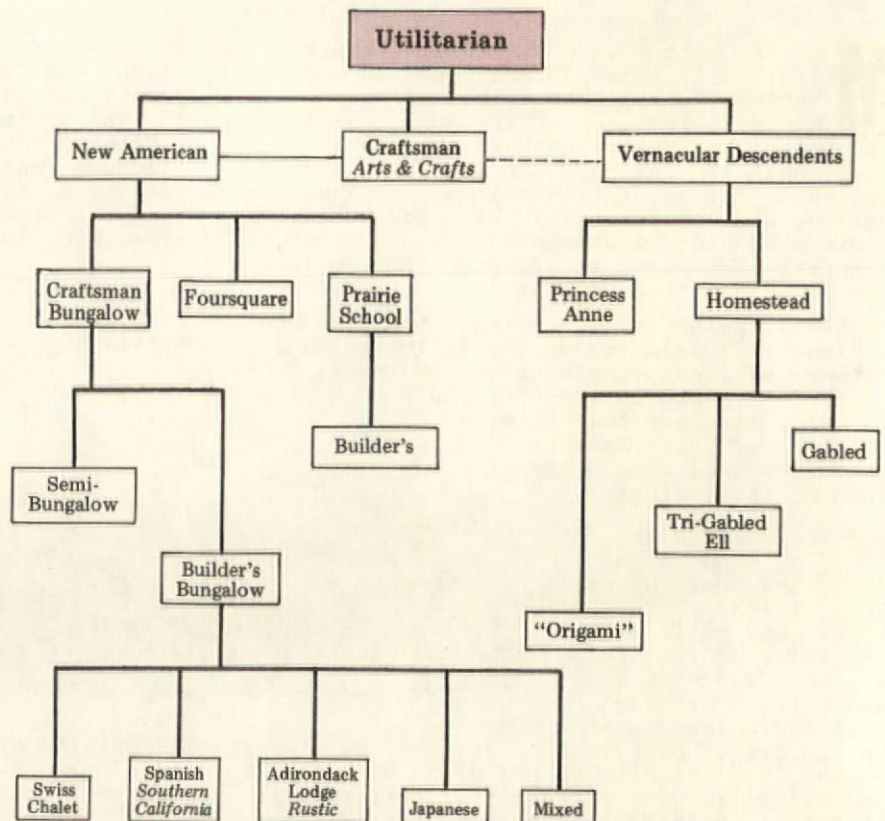 Utilitarian
New American
Craftsman
Arts & Crafts
Vernacular Descendents
Craftsman
Bungalow
Foursquare
Prairie
School
Princess
Anne
Homestead
Builder's
Gabled
Semi-
Bungalow
Tri-Gabled
Ell
Builder's
Bungalow
"Origami"
Swiss
Chalet
Spanish
Southern
California
Adirondack
Lodge
Rustic
Japanese
Mixed